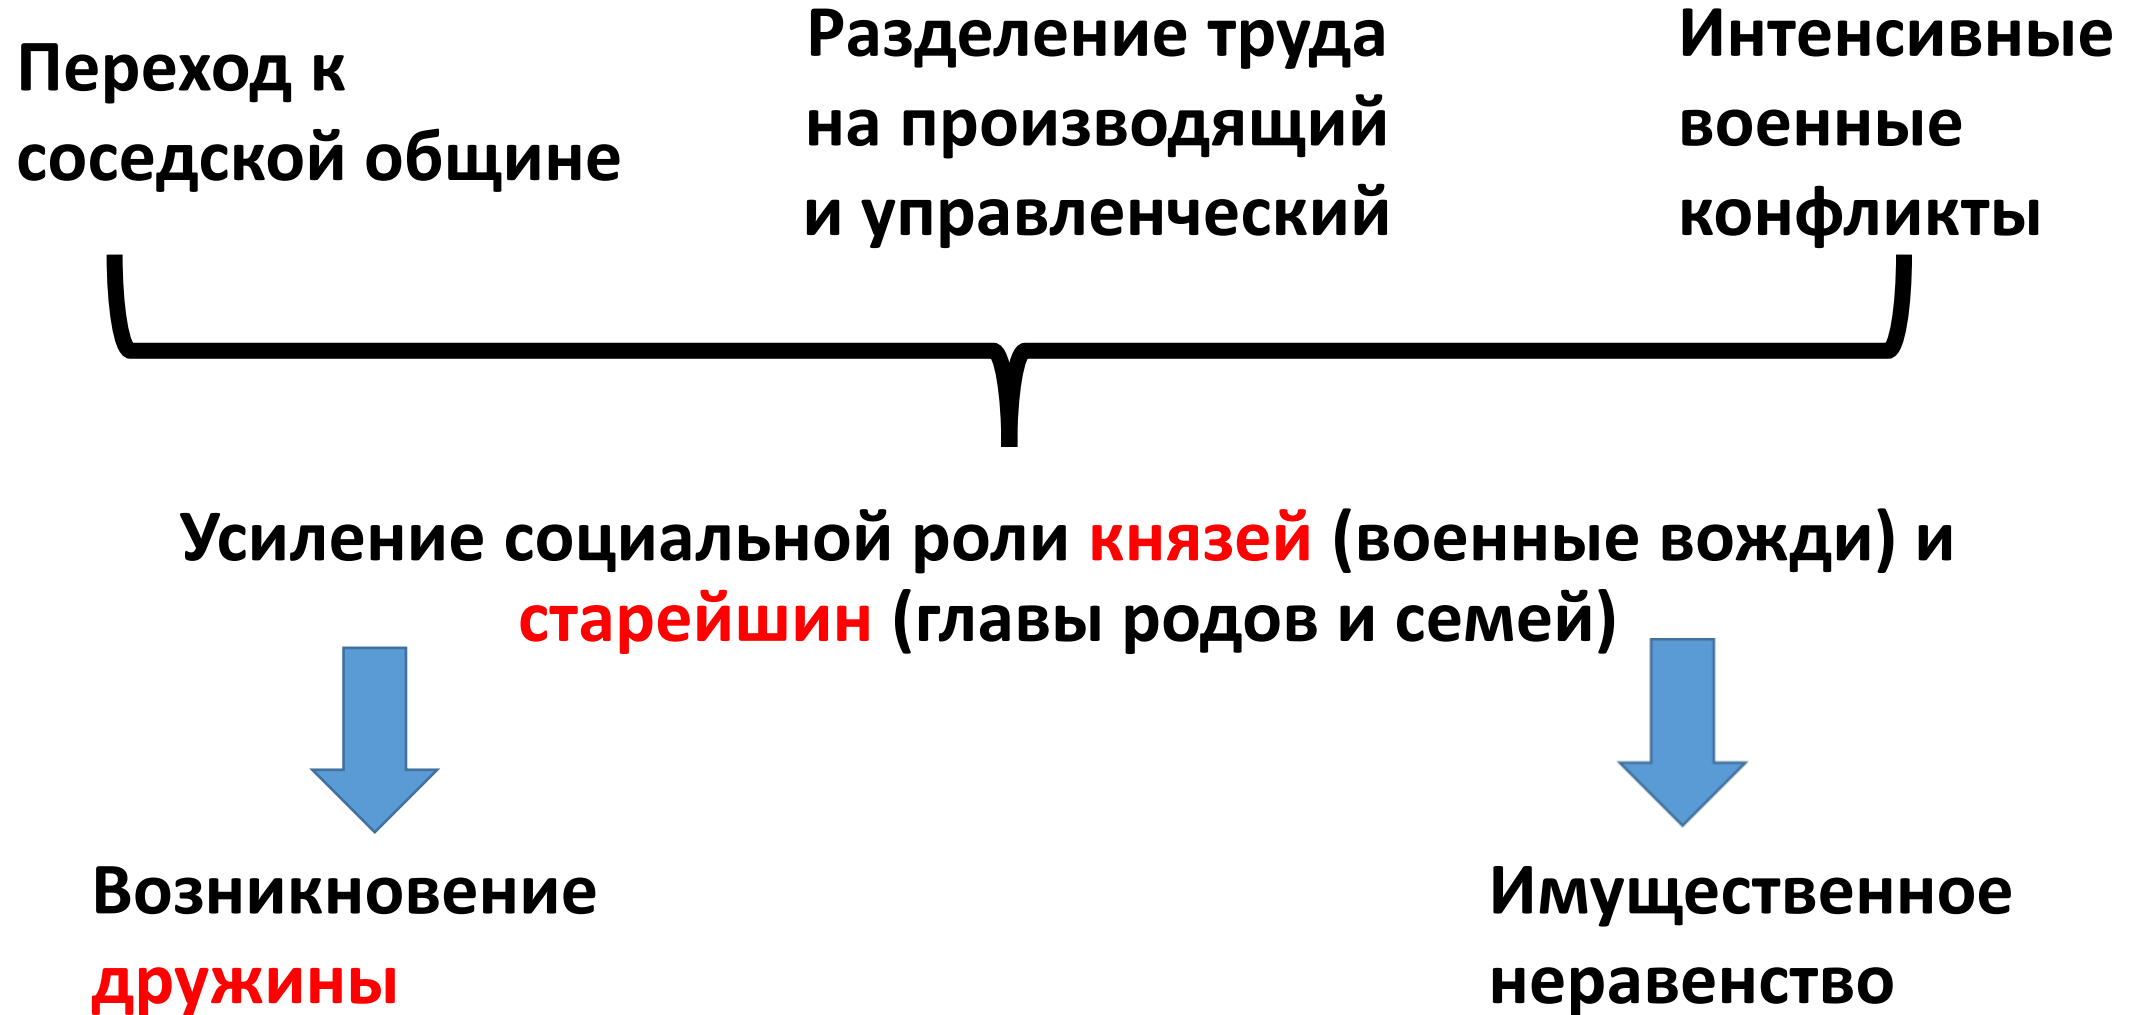 Переход к
соседской общине
Разделение труда
на производящий
и управленческий
Интенсивные
военные
конфликты
Усиление социальной роли князей (военные вожди) и
старейшин (главы родов и семей)
Возникновение
дружины
Имущественное
неравенство